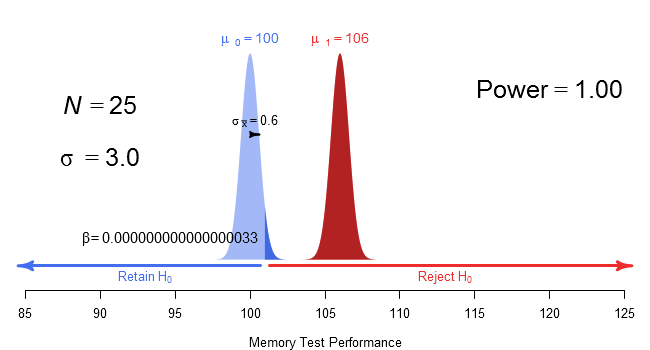 μ ₀ = 100
μ ₁ = 106
N = 25
Power = 1.00
σ x̅ = 0.6
σ = 3.0
β= 0.000000000000000033
Retain H₀
Reject H₀
85 90 95 100 105 110 115 120 125
Memory Test Performance